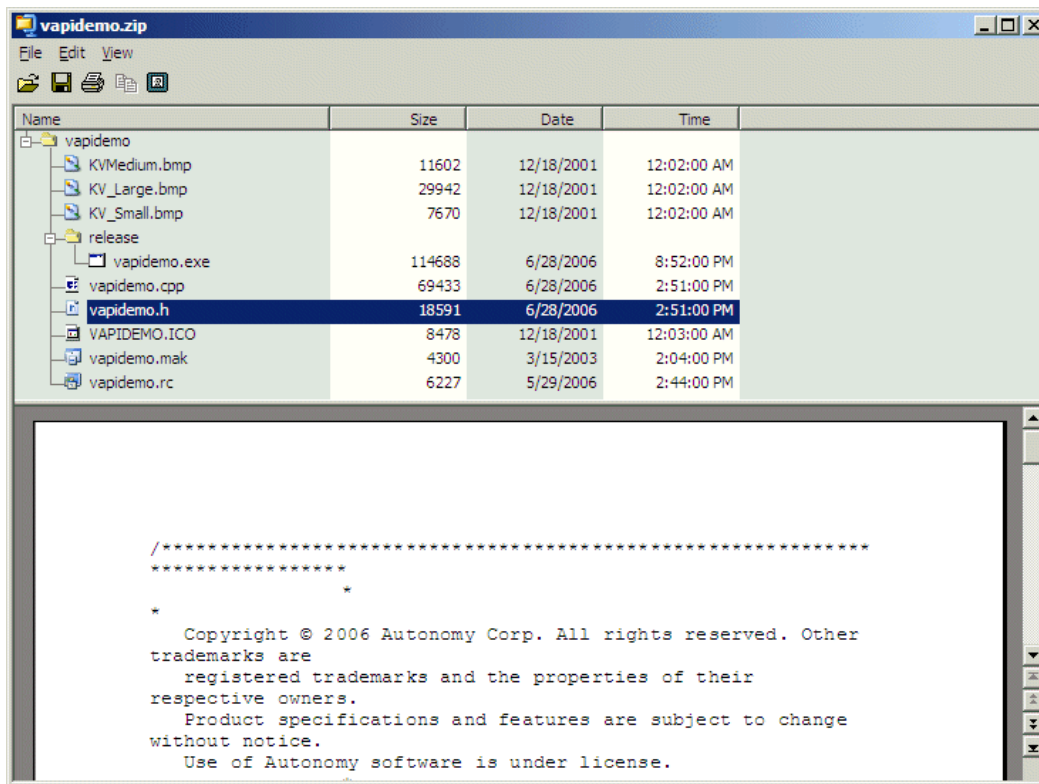 vapidemo.zip
File Edit View
Name Size Date Time
vapidemo
KVMedium.bmp 11602 12/18/2001 12:02:00 AM
KV_Large.bmp 29942 12/18/2001 12:02:00 AM
KV_Small.bmp 7670 12/18/2001 12:02:00 AM
release
vapidemo.exe 114688 6/28/2006 8:52:00 PM
vapidemo.cpp 69433 6/28/2006 2:51:00 PM
vapidemo.h 18591 6/28/2006 2:51:00 PM
VAPIDEMO.ICO 8478 12/18/2001 12:03:00 AM
vapidemo.mak 4300 3/15/2003 2:04:00 PM
vapidemo.rc 6227 5/29/2006 2:44:00 PM
/**************************************************************
*****************
*
*
Copyright © 2006 Autonomy Corp. All rights reserved. Other
trademarks are
registered trademarks and the properties of their
respective owners.
Product specifications and features are subject to change
without notice.
Use of Autonomy software is under license.